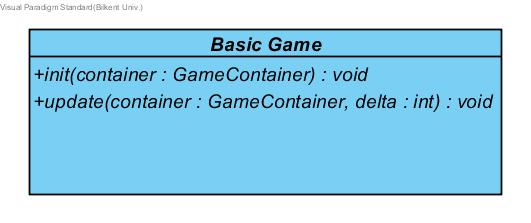 Visual Paradigm Standard(Bilkent Univ.)
Basic Game
+init(container : GameContainer) : void
+update(container : GameContainer, delta : int) : void